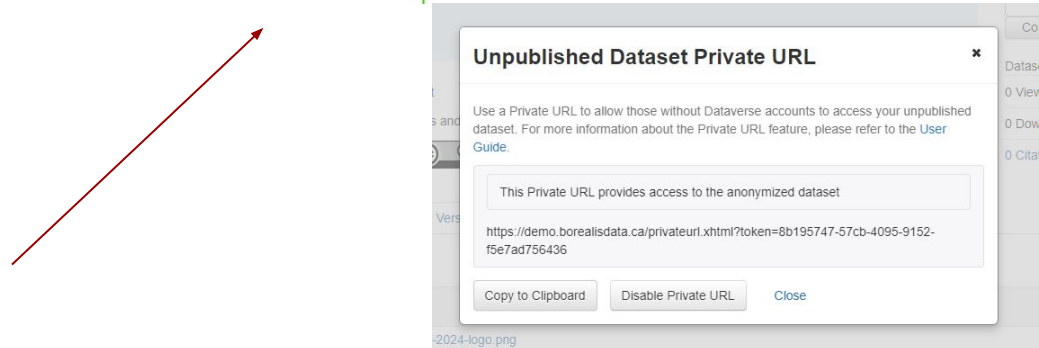 Unpublished Dataset Private URL
Use a Private URL to allow those without Dataverse accounts to access your unpublished
dataset. For more information about the Private URL feature, please refer to the User
Guide.
This Private URL provides access to the anonymized dataset
https://demo.borealisdata.ca/privateurl.xhtml?token=8b195747-57cb-4095-9152-
f5e7ad756436
Copy to Clipboard Disable Private URL Close
Co
Datase
0 View
0 Dow
0 Cita
s and
Vers
-2024-logo.png